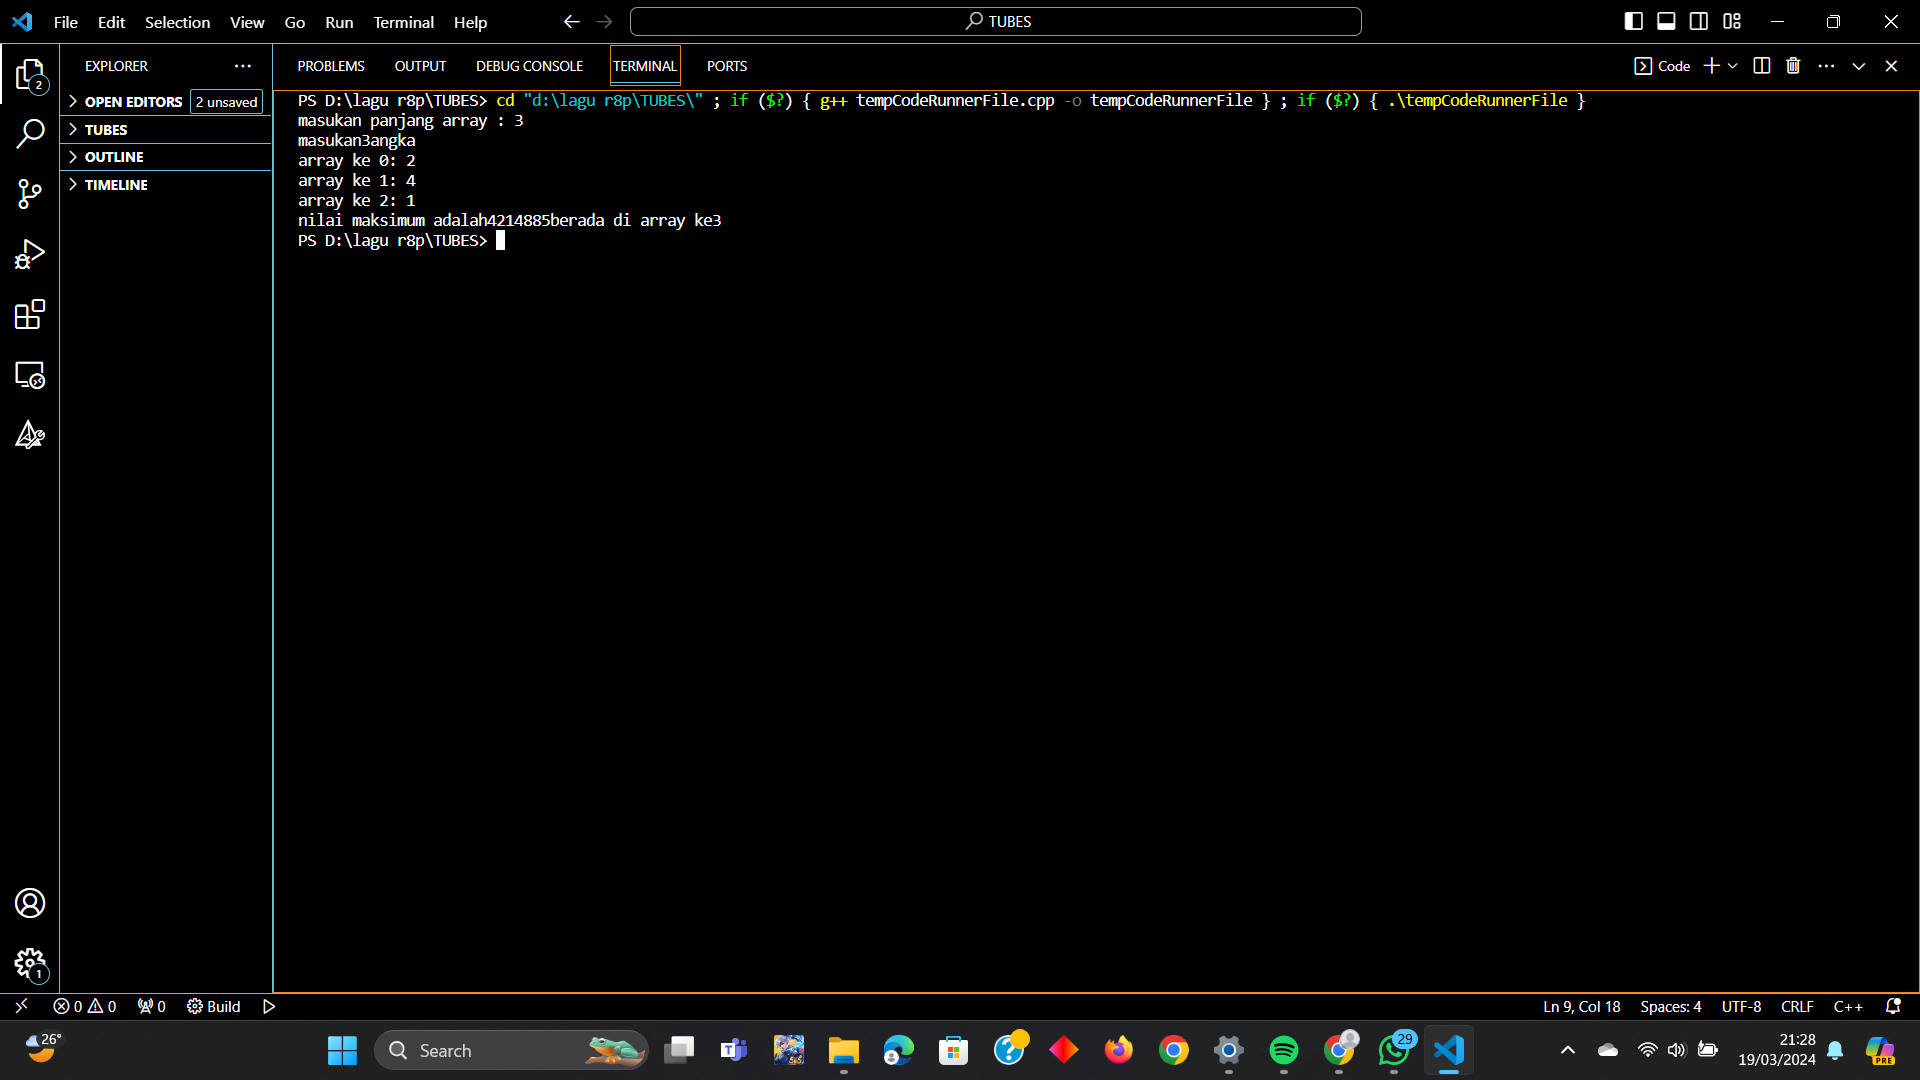 File Edit Selection View Go Run Terminal Help TUBES
EXPLORER
2
OPEN EDITORS 2 unsaved
TUBES
OUTLINE
TIMELINE
PROBLEMS OUTPUT DEBUG CONSOLE TERMINAL PORTS Code
PS D:\lagu r8p\TUBES> cd "d:\lagu r8p\TUBES\" ; if ($?) { g++ tempCodeRunnerFile.cpp -o tempCodeRunnerFile } ; if ($?) { .\tempCodeRunnerFile }
masukan panjang array : 3
masukan3angka
array ke 0: 2
array ke 1: 4
array ke 2: 1
nilai maksimum adalah4214885berada di array ke3
PS D:\lagu r8p\TUBES>
1
0 0 0 Build Ln 9, Col 18 Spaces: 4 UTF-8 CRLF C++
26° Search 29 21:28
19/03/2024
PRE